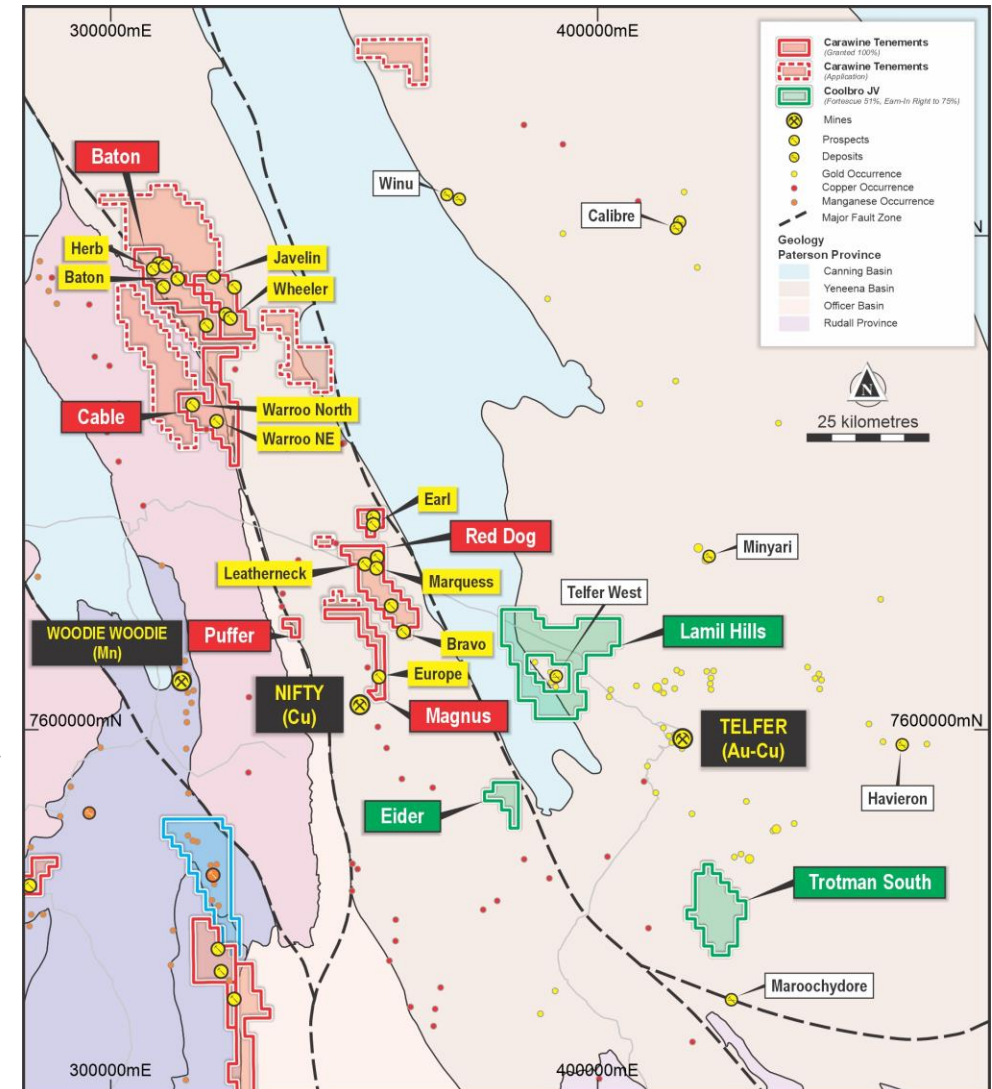 300000mE
400000mE
Carawine Tenements
(Granted 100%)
Carawine Tenements
(Application)
Coolbro JV
(Fortescue 51%, Earn-In Right to 75%)
Mines
Prospects
Deposits
Gold Occurrence
Copper Occurrence
Manganese Occurrence
Major Fault Zone
Geology
Paterson Province
Canning Basin
Yeneena Basin
Officer Basin
Rudall Province
N
N
25 kilometres
Baton
Winu
Calibre
Herb
Baton
Javelin
Wheeler
Cable
Warroo North
Warroo NE
Earl
Red Dog
Leatherneck
Marquess
Minyari
Telfer West
WOODIE WOODIE
(Mn)
Puffer
Bravo
Lamil Hills
Europe
NIFTY
(Cu)
Magnus
7600000mN
7600000mN
TELFER
(Au-Cu)
Havieron
Eider
Trotman South
Maroochydore
300000mE
400000mE